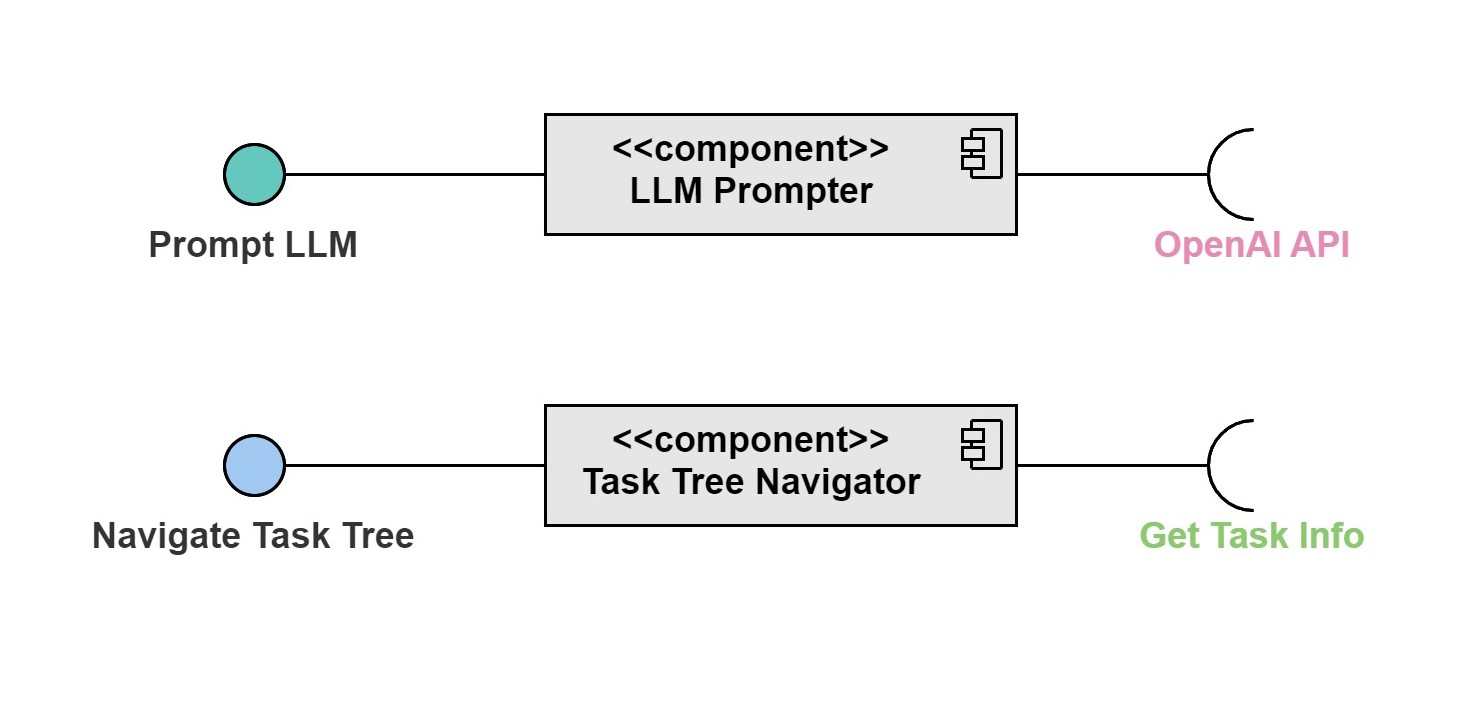 <<component>>
LLM Prompter
Prompt LLM
OpenAI API
<<component>>
Task Tree Navigator
Navigate Task Tree
Get Task Info